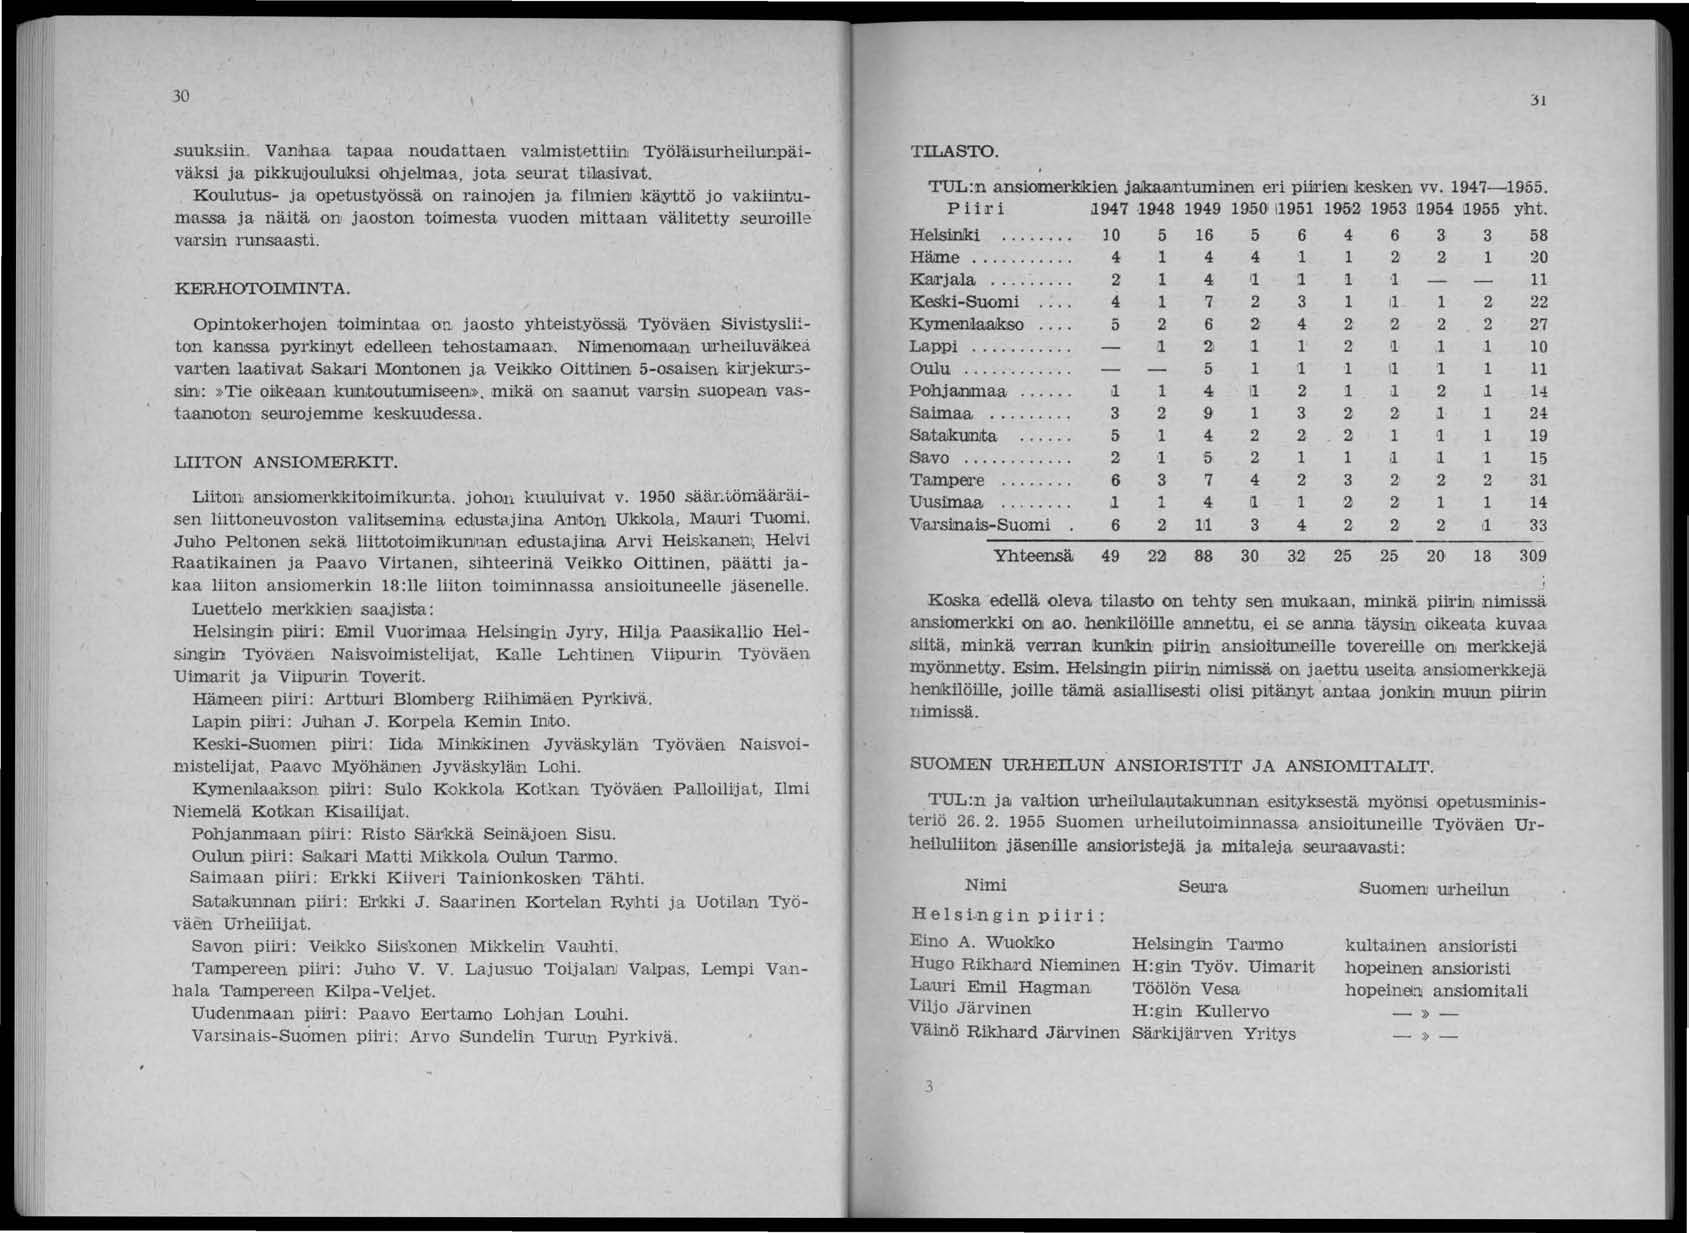 30
suuksiin. Vanhaa tapaa noudattaen valmistettiin Työläisurheilunpäi-
väksi ja pikkujouluksi ohjelmaa, jota seurat tilasivat.
Koulutus- ja opetustyössä on rainojen ja filmien käyttö jo vakiintu-
massa ja näitä on jaoston toimesta vuoden mittaan välitetty seuroille
varsin runsaasti.
KERHOTOIMINTA.
Opintokerhojen toimintaa on jaosto yhteistyössä Työväen Sivistyslii-
ton kanssa pyrkinyt edelleen tehostamaan. Nimenomaan urheiluväkeä
varten laativat Sakari Montonen ja Veikko Oittinen 5-osaisen kirjekurs-
sin: »Tie oikeaan kuntoutumiseen», mikä on saanut varsin suopean vas-
taanoton seurojemme keskuudessa.
LIITON ANSIOMERKIT.
Liiton ansiomerkkitoimikunta, johon kuuluivat v. 1950 sääntömääräi-
sen liittoneuvoston valitsemina edustajina Anton Ukkola, Mauri Tuomi,
Juho Peltonen sekä liittotoimikunnan edustajina Arvi Heiskanen, Helvi
Raatikainen ja Paavo Virtanen, sihteerinä Veikko Oittinen, päätti ja-
kaa liiton ansiomerkin 18:lle liiton toiminnassa ansioituneelle jäsenelle.
Luettelo merkkien saajista:
Helsingin piiri: Emil Vuorimaa Helsingin Jyry, Hilja Paasikallio Hel-
singin Työväen Naisvoimistelijat, Kalle Lehtinen Viipurin Työväen
Uimarit ja Viipurin Toverit.
Hämeen piiri: Artturi Blomberg Riihimäen Pyrkivä.
Lapin piiri: Juhan J. Korpela Kemin Into.
Keski-Suomen piiri: Iida Minkkinen Jyväskylän Työväen Naisvoi-
mistelijat, Paavo Myöhänen Jyväskylän Lohi.
Kymenlaakson piiri: Sulo Kokkola Kotkan Työväen Palloilijat, Ilmi
Niemelä Kotkan Kisailijat.
Pohjanmaan piiri: Risto Särkkä Seinäjoen Sisu.
Oulun piiri: Sakari Matti Mikkola Oulun Tarmo.
Saimaan piiri: Erkki Kiiveri Tainionkosken Tähti.
Satakunnan piiri: Erkki J. Saarinen Kortelan Ryhti ja Uotilan Työ-
väen Urheilijat.
Savon piiri: Veikko Siiskonen Mikkelin Vauhti.
Tampereen piiri: Juho V. V. Lajusuo Toijalan Valpas, Lempi Van-
hala Tampereen Kilpa-Veljet.
Uudenmaan piiri: Paavo Eertamo Lohjan Louhi.
Varsinais-Suomen piiri: Arvo Sundelin Turun Pyrkivä.
31
TILASTO.
TUL:n ansiomerkkien jakaantuminen eri piirien kesken vv. 1947—1955.
Piiri 1947 1948 1949 1950 1951 1952 1953 1954 1955 yht.
Helsinki ........ 10 5 16 5 6 4 6 3 3 58
Häme ........... 4 1 4 4 1 1 2 2 1 20
Karjala ......... 2 1 4 1 1 1 1 — — 11
Keski-Suomi .... 4 1 7 2 3 1 1 1 2 22
Kymenlaakso .... 5 2 6 2 4 2 2 2 2 27
Lappi ........... — 1 2 1 1 2 1 1 1 10
Oulu ............ — — 5 1 1 1 1 1 1 11
Pohjanmaa ...... 1 1 4 1 2 1 1 2 1 14
Saimaa ......... 3 2 9 1 3 2 2 1 1 24
Satakunta ...... 5 1 4 2 2 2 1 1 1 19
Savo ............ 2 1 5 2 1 1 1 1 1 15
Tampere ........ 6 3 7 4 2 3 2 2 2 31
Uusimaa ........ 1 1 4 1 1 2 2 1 1 14
Varsinais-Suomi . 6 2 11 3 4 2 2 2 1 33
Yhteensä 49 22 88 30 32 25 25 20 18 309
Koska edellä oleva tilasto on tehty sen mukaan, minkä piirin nimissä
ansiomerkki on ao. henkilöille annettu, ei se anna täysin oikeata kuvaa
siitä, minkä verran kunkin piirin ansioituneille tovereille on merkkejä
myönnetty. Esim. Helsingin piirin nimissä on jaettu useita ansiomerkkejä
henkilöille, joille tämä asiallisesti olisi pitänyt antaa jonkin muun piirin
nimissä.
SUOMEN URHEILUN ANSIORISTIT JA ANSIOMITALIT.
TUL:n ja valtion urheilulautakunnan esityksestä myönsi opetusminis-
teriö 26. 2. 1955 Suomen urheilutoiminnassa ansioituneille Työväen Ur-
heiluliiton jäsenille ansioristejä ja mitaleja seuraavasti:
Nimi Seura Suomen urheilun
Helsingin piiri:
Eino A. Wuokko Helsingin Tarmo kultainen ansioristi
Hugo Rikhard Nieminen H:gin Työv. Uimarit hopeinen ansioristi
Lauri Emil Hagman Töölön Vesa hopeinen ansiomitali
Viljo Järvinen H:gin Kullervo — » —
Väinö Rikhard Järvinen Särkijärven Yritys — » —
3